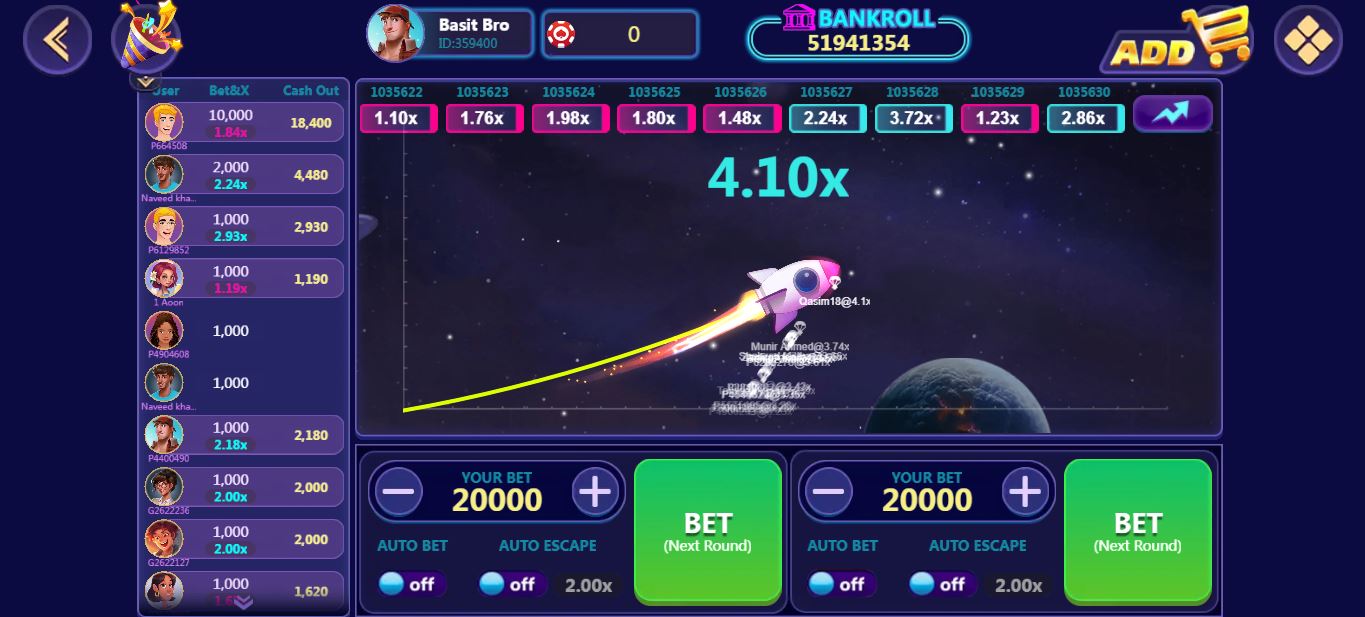 Basit Bro
ID:359400
0
BANKROLL
51941354
ADD
User Bet&X Cash Out
10,000
1.84x
18,400
P664508
2,000
2.24x
4,480
Naveed kha...
1,000
2.93x
2,930
P6129852
1,000
1.19x
1,190
1 Aoon
1,000
P4904608
1,000
Naveed kha...
1,000
2.18x
2,180
P4400490
1,000
2.00x
2,000
G2622236
1,000
2.00x
2,000
G2622127
1,000
1,620
1035622 1035623 1035624 1035625 1035626 1035627 1035628 1035629 1035630
1.10x 1.76x 1.98x 1.80x 1.48x 2.24x 3.72x 1.23x 2.86x
4.10x
Qasim18@4.1x
Munir Ahmed@3.74x
YOUR BET
20000
BET
(Next Round)
AUTO BET AUTO ESCAPE
off off 2.00x
YOUR BET
20000
BET
(Next Round)
AUTO BET AUTO ESCAPE
off off 2.00x